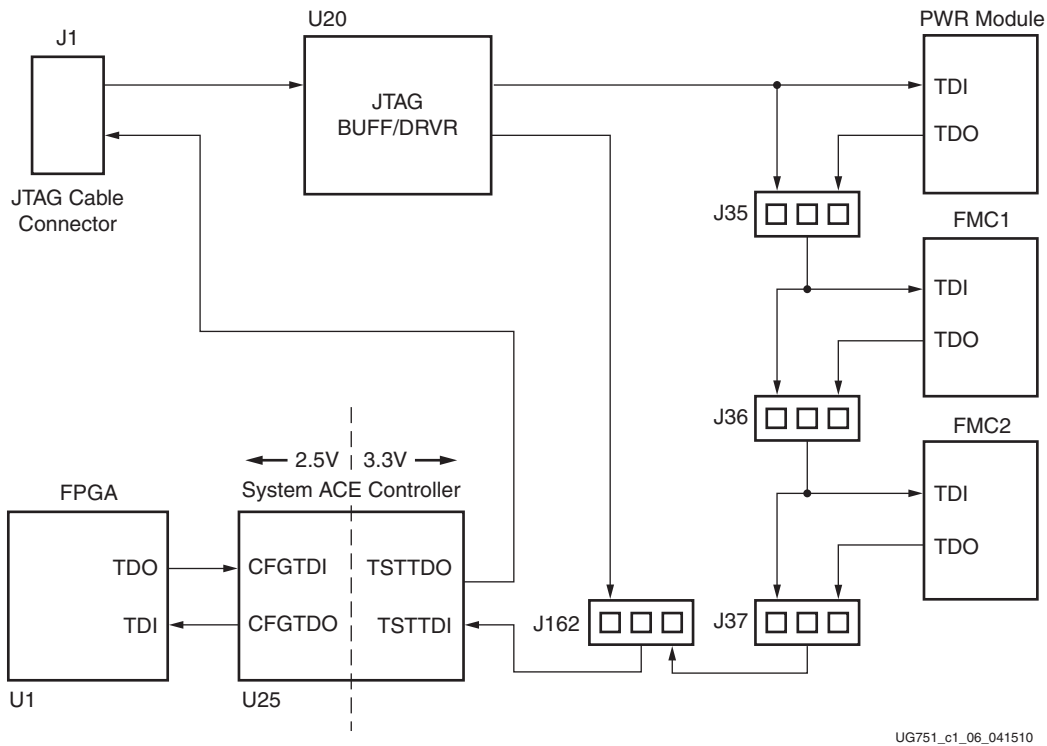 J1
U20
PWR Module
JTAG
BUFF/DRVR
TDI
TDO
JTAG Cable
Connector
J35
FMC1
TDI
TDO
J36
FMC2
2.5V
3.3V
System ACE Controller
FPGA
TDI
TDO
TDO
CFGTDI
TSTTDO
TDI
CFGTDO
TSTTDI
J162
J37
U1
U25
UG751_c1_06_041510